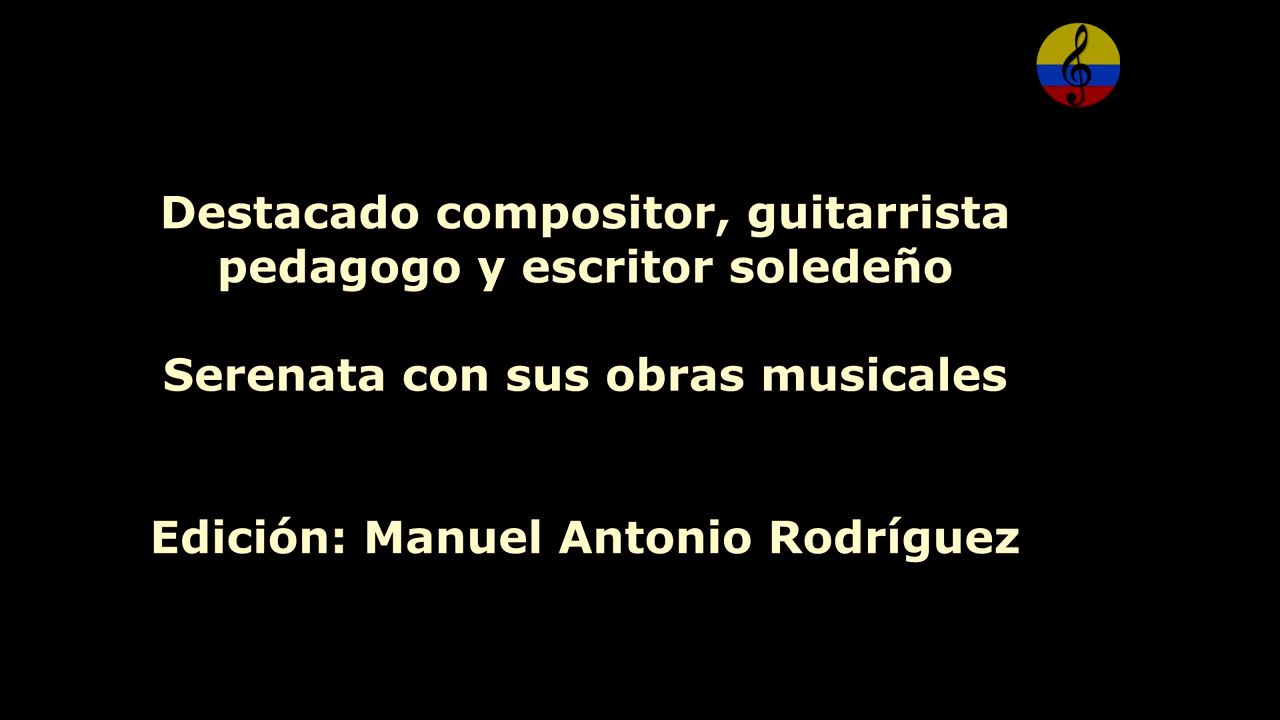 Destacado compositor, guitarrista
pedagogo y escritor soledeño
Serenata con sus obras musicales
Edición: Manuel Antonio Rodríguez